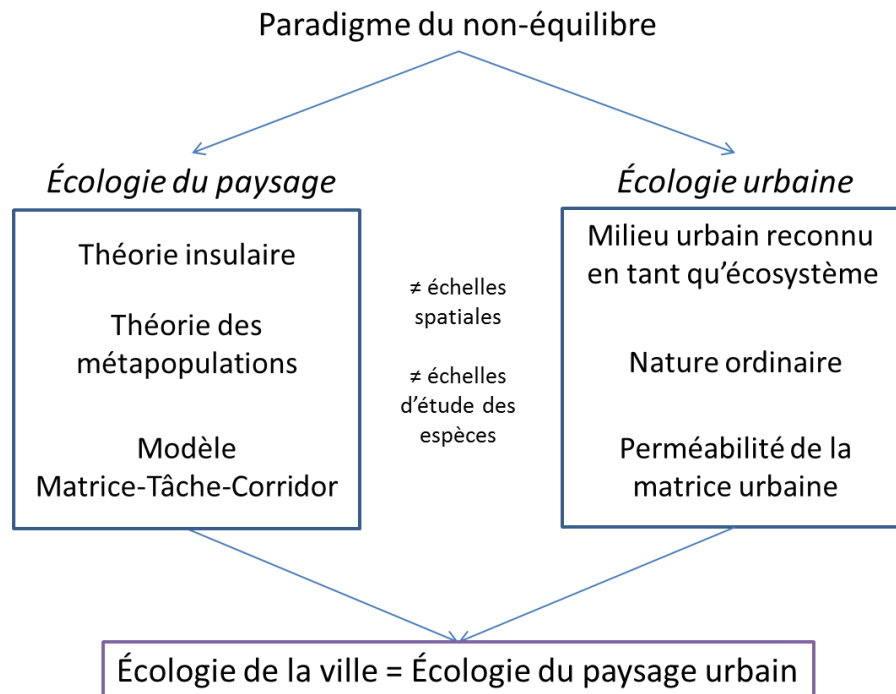 Paradigme du non-équilibre
Écologie du paysage
Théorie insulaire
Théorie des
métapopulations
Modèle
Matrice-Tâche-Corridor
≠ échelles
spatiales
≠ échelles
d'étude des
espèces
Écologie urbaine
Milieu urbain reconnu
en tant qu'écosystème
Nature ordinaire
Perméabilité de la
matrice urbaine
Écologie de la ville = Écologie du paysage urbain